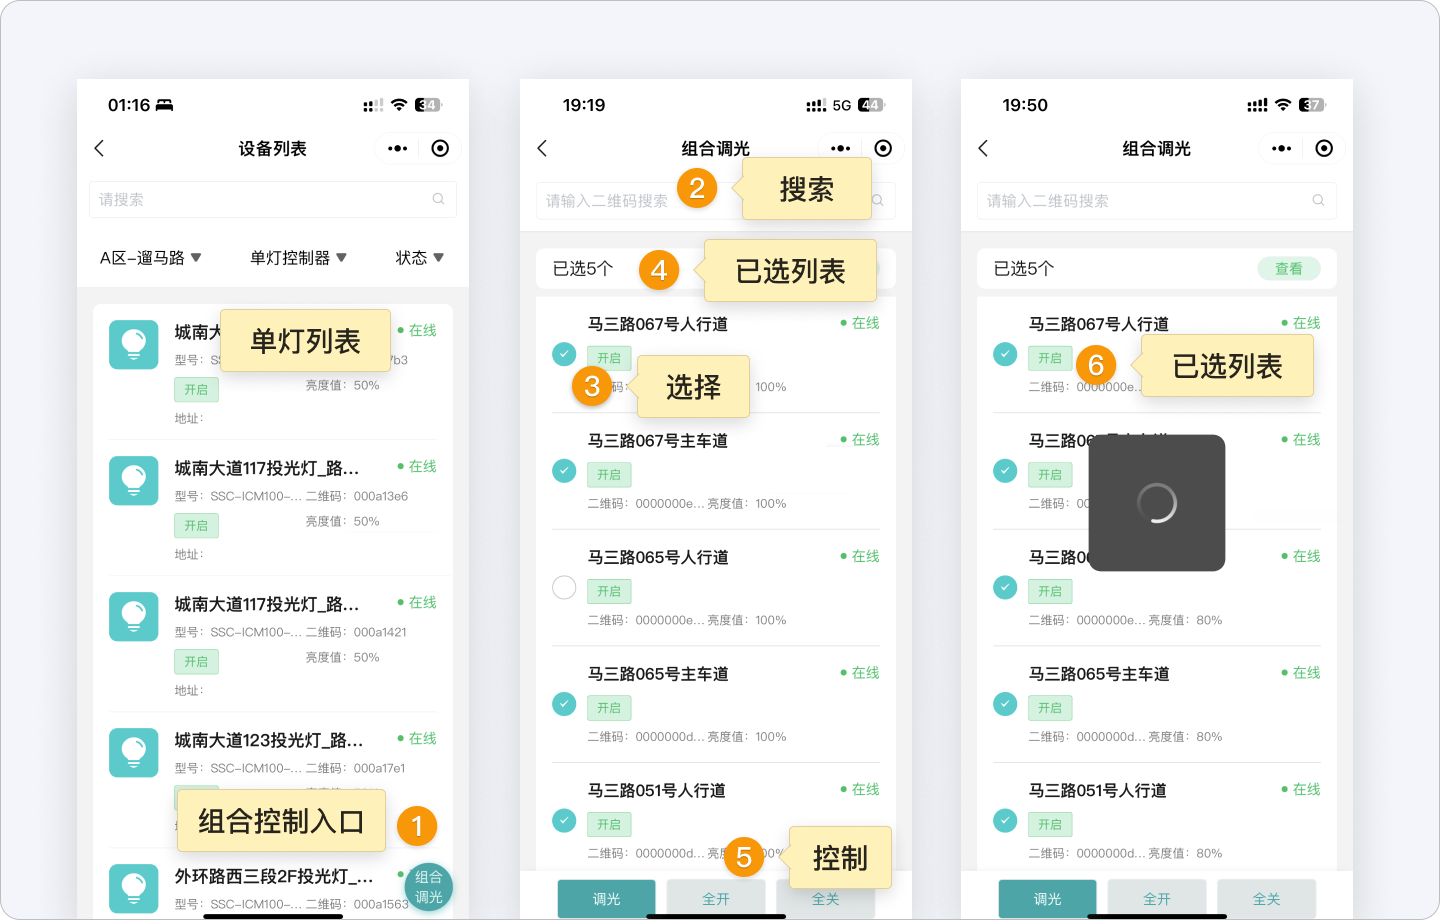 01:16
34
设备列表
请搜索
A区-遛马路
单灯控制器
状态
城南大
在线
单灯列表
型号：
7b3
开启
亮度值：50%
地址：
城南大道117投光灯_路...
在线
型号：SSC-ICM100-... 二维码：000a13e6
开启
亮度值：50%
地址：
城南大道117投光灯_路...
在线
型号：SSC-ICM100-... 二维码：000a1421
开启
亮度值：50%
地址：
城南大道123投光灯_路...
在线
型号：SSC-ICM100-... 二维码：000a17e1
组合控制入口
1
外环路西三段2F投光灯_...
型号：SSC-ICM100-... 二维码：000a1563
组合
调光
19:19
5G
44
组合调光
请输入二维码搜索
2
搜索
已选5个
4
已选列表
马三路067号人行道
在线
开启
3
选择
码：
100%
马三路067号主车道
在线
开启
二维码：0000000e... 亮度值：100%
马三路065号人行道
在线
开启
二维码：0000000e... 亮度值：100%
马三路065号主车道
在线
开启
二维码：0000000d... 亮度值：100%
马三路051号人行道
在线
开启
二维码：0000000d... 亮
00%
5
控制
调光
全开
全关
19:50
37
组合调光
请输入二维码搜索
已选5个
查看
马三路067号人行道
在线
开启
6
已选列表
二维码：0000000e...
马三路06
在线
开启
二维码：00
马三路06
在线
开启
二维码：0000000e... 亮度值：80%
马三路065号主车道
在线
开启
二维码：0000000d... 亮度值：80%
马三路051号人行道
在线
开启
二维码：0000000d... 亮度值：80%
调光
全开
全关